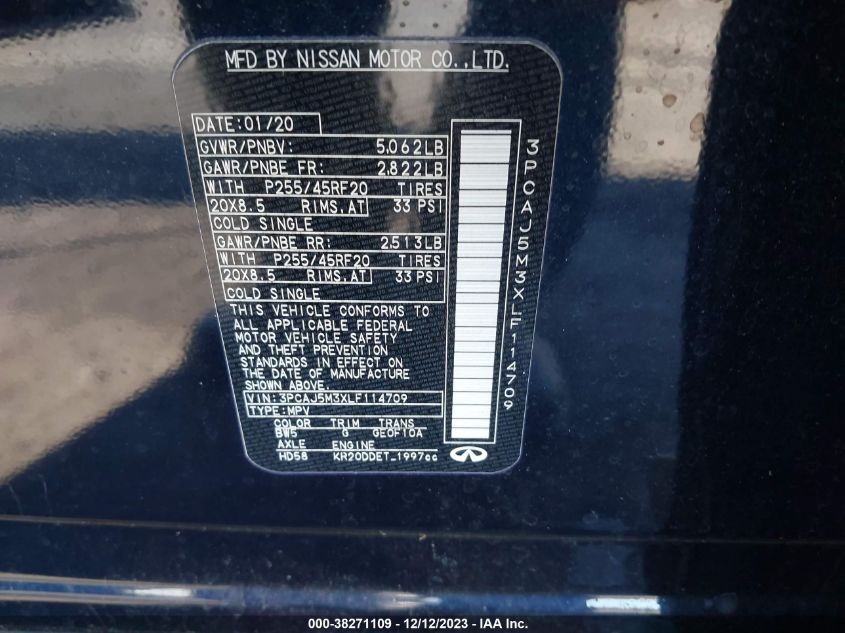 MFD BY NISSAN MOTOR CO.,LTD.
DATE:01/20
GVWR/PNBV: 5.062LB
GAWR/PNBE FR: 2.822LB
WITH P255/45RF20 TIRES
20X8.5 RIMS,AT 33 PSI
COLD SINGLE
GAWR/PNBE RR: 2.513LB
WITH P255/45RF20 TIRES
20X8.5 RIMS,AT 33 PSI
COLD SINGLE
THIS VEHICLE CONFORMS TO
ALL APPLICABLE FEDERAL
MOTOR VEHICLE SAFETY
AND THEFT PREVENTION
STANDARDS IN EFFECT ON
THE DATE OF MANUFACTURE
SHOWN ABOVE.
VIN:3PCAJ5M3XLF114709
TYPE:MPV
COLOR TRIM TRANS
BW5 G GEOF10A
AXLE ENGINE
HD58 KR20DDET_1997cc
3PCAJ5M3XLF114709
000-38271109 - 12/12/2023 - IAA Inc.